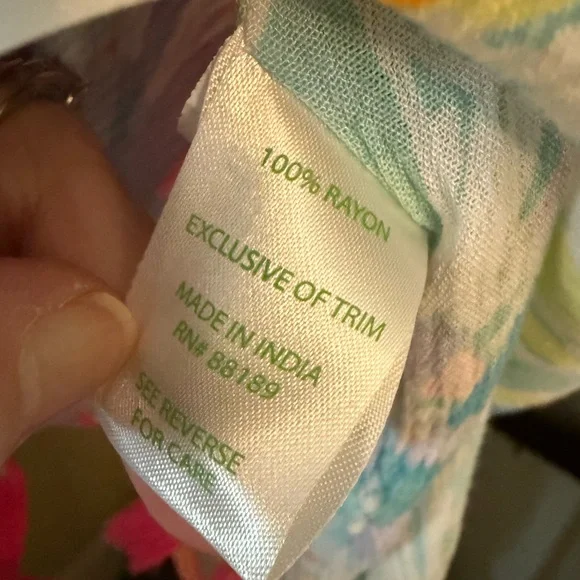 100% RAYON
EXCLUSIVE OF TRIM
MADE IN INDIA
RN# 88189
SEE REVERSE
FOR CARE